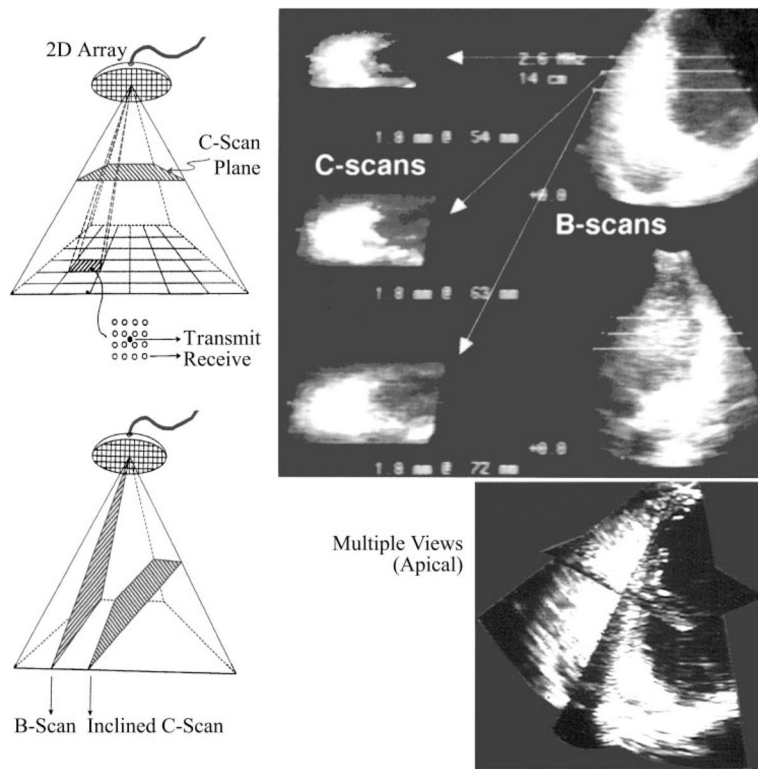 2D Array
C-Scan
Plane
Transmit
Receive
B-Scan Inclined C-Scan
2.6 MHz
14 cm
1.8 mm @ 54 mm
C-scans
+0.0
B-scans
1.8 mm @ 63 mm
+0.0
1.8 mm @ 72 mm
Multiple Views
(Apical)